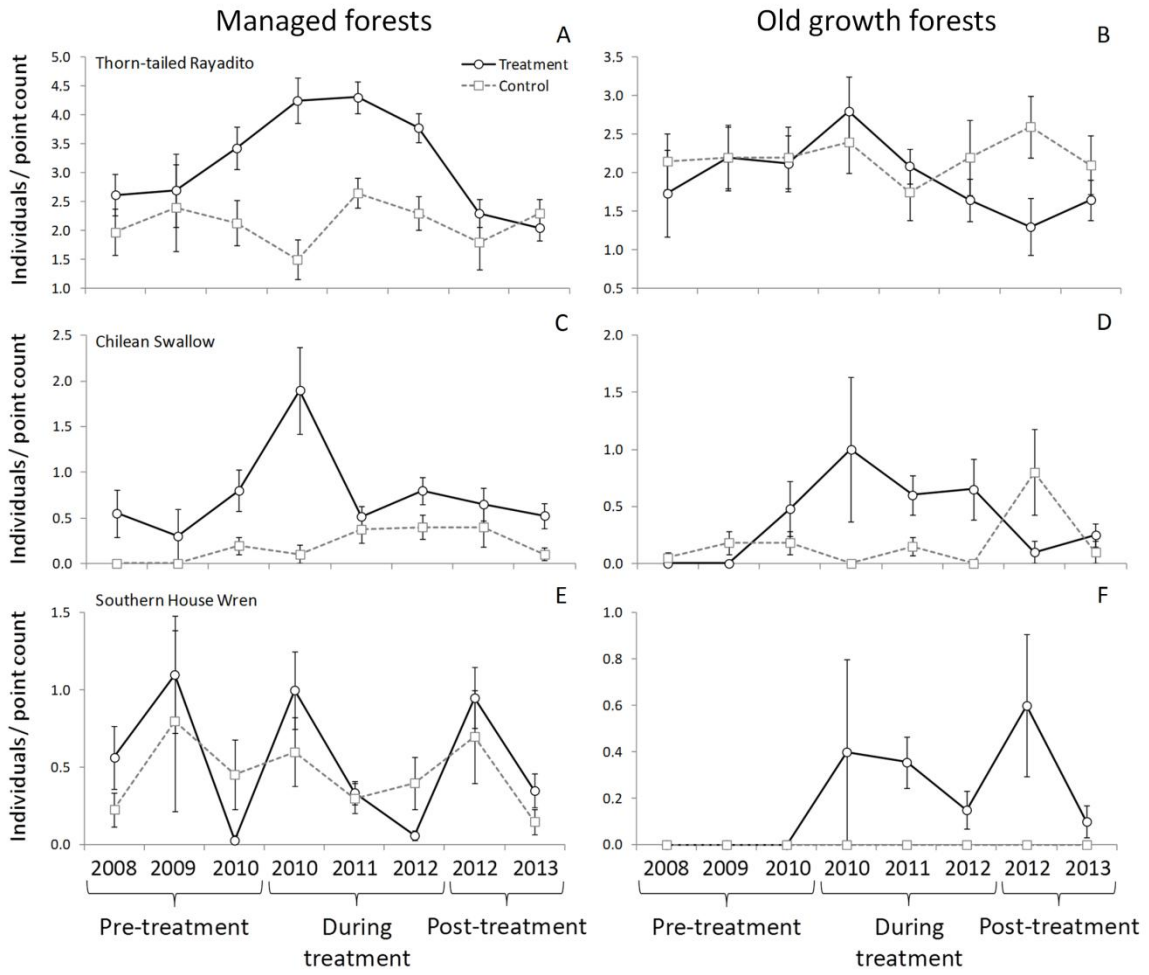 Managed forests
Old growth forests
A
B
Individuals / point count
5.0
4.5
4.0
3.5
3.0
2.5
2.0
1.5
1.0
Thorn-tailed Rayadito
Treatment
Control
3.5
3.0
2.5
2.0
1.5
1.0
0.5
C
D
Individuals / point count
2.5
2.0
1.5
1.0
0.5
0.0
Chilean Swallow
2.0
1.5
1.0
0.5
0.0
E
F
Individuals / point count
1.5
1.0
0.5
0.0
Southern House Wren
1.0
0.8
0.6
0.4
0.2
0.0
2008 2009 2010 2010 2011 2012 2012 2013
Pre-treatment
During
treatment
Post-treatment
2008 2009 2010 2010 2011 2012 2012 2013
Pre-treatment
During
treatment
Post-treatment